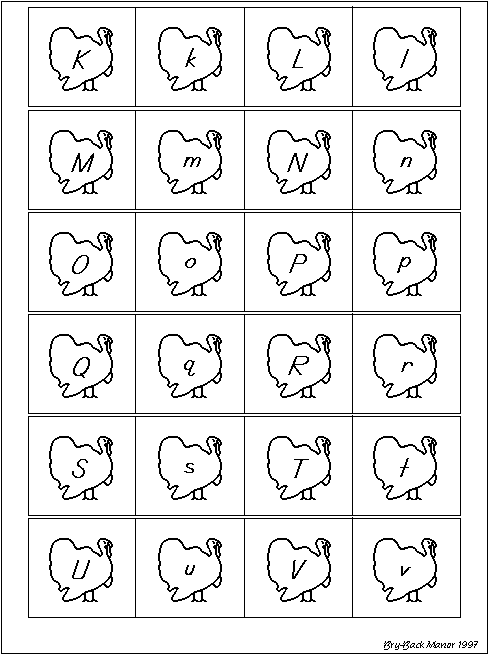 K k L l
M m N n
O o P p
Q q R r
S s T t
U u V v
Bry-Back Manor 1997